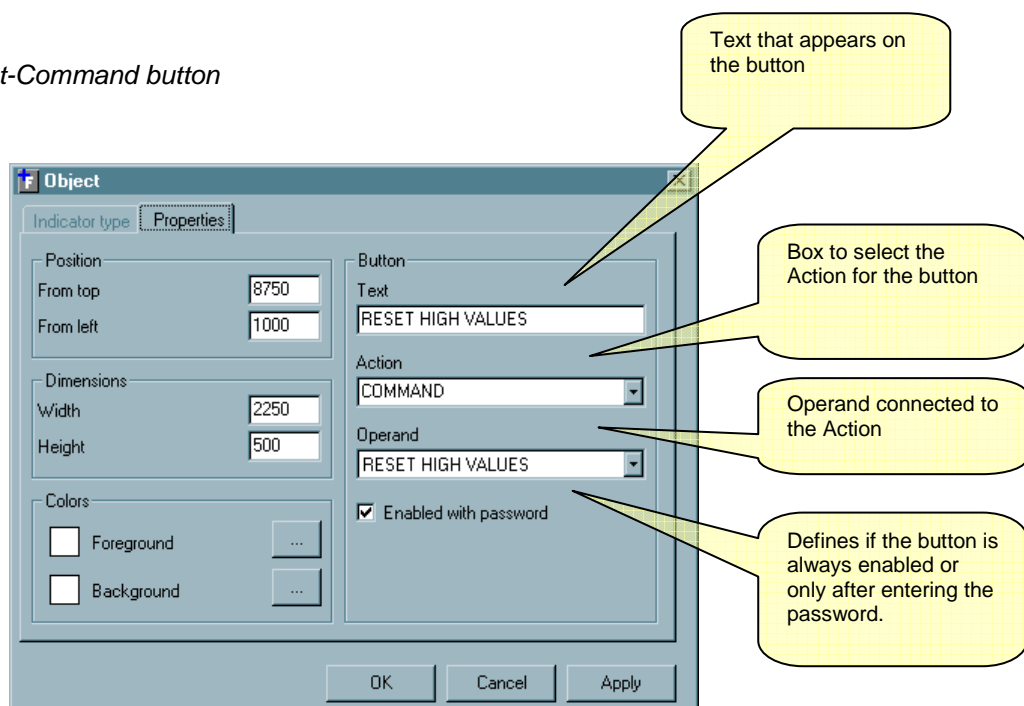 t-Command button
Text that appears on
the button
Object
Indicator type
Properties
Position
From top
8750
From left
1000
Dimensions
Width
2250
Height
500
Colors
Foreground
...
Background
...
Button
Text
RESET HIGH VALUES
Action
COMMAND
Operand
RESET HIGH VALUES
Enabled with password
Box to select the
Action for the button
Operand connected to
the Action
Defines if the button is
always enabled or
only after entering the
password.
OK
Cancel
Apply